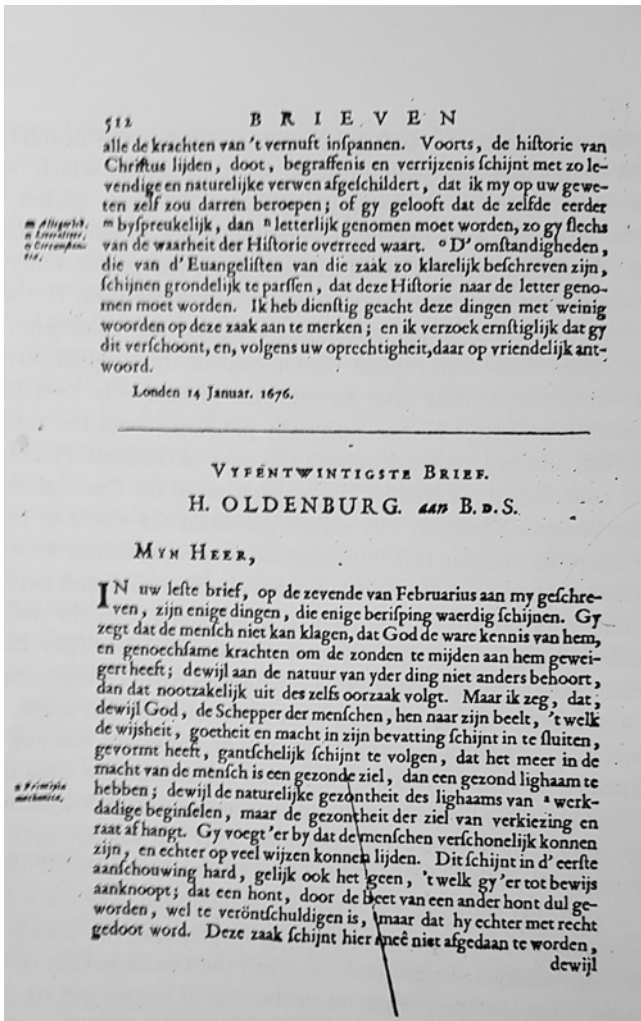 512 BRIEVEN
alle de krachten van 't vernuft inſpannen. Voorts, de hiſtorie van
Chriſtus lijden, doot, begraffenis en verrijzenis ſchijnt met zo le-
vendige en naturelijke verwen afgeſchildert, dat ik my op uw gewe-
ten zelf zou darren beroepen; of gy gelooft dat de zelfde eerder
m byſpreukelijk, dan n letterlijk genomen moet worden, zo gy ſlechs
van de waarheit der Hiſtorie overreed waart. o D' omſtandigheden,
die van d' Euangeliſten van die zaak zo klarelijk beſchreven zijn,
ſchijnen grondelijk te parſſen, dat deze Hiſtorie naar de letter geno-
men moet worden. Ik heb dienſtig geacht deze dingen met weinig
woorden op deze zaak aan te merken; en ik verzoek ernſtiglijk dat gy
dit verſchoont, en, volgens uw oprechtigheit, daar op vriendelijk ant-
woord.
Londen 14 Januar. 1676.
m Allegoricè,
n Literaliter,
VYFENTWINTIGSTE BRIEF.
H. OLDENBURG. aan B. D. S.
MYN HEER,
IN uw leſte brief, op de zevende van Februarius aan my geſchre-
ven, zijn enige dingen, die enige beriſping waerdig ſchijnen. Gy
zegt dat de menſch niet kan klagen, dat God de ware kennis van hem,
en genoechſame krachten om de zonden te mijden aan hem gewei-
gert heeft; dewijl aan de natuur van yder ding niet anders behoort,
dan dat nootzakelijk uit des zelfs oorzaak volgt. Maar ik zeg, dat,
dewijl God, de Schepper der menſchen, hen naar zijn beelt, 't welk
de wijsheit, goetheit en macht in zijn bevatting ſchijnt in te ſluiten,
gevormt heeft, gantſchelijk ſchijnt te volgen, dat het meer in de
macht van de menſch is een gezonde ziel, dan een gezond lighaam te
hebben; dewijl de naturelijke gezontheit des lighaams van a werk-
dadige beginſelen, maar de gezontheit der ziel van verkiezing en
raat af hangt. Gy voegt 'er by dat de menſchen verſchonelijk konnen
zijn, en echter op veel wijzen konnen lijden. Dit ſchijnt in d' eerſte
aanſchouwing hard, gelijk ook het geen, 't welk gy 'er tot bewijs
aanknoopt; dat een hont, door de beet van een ander hont dul ge-
worden, wel te veröntſchuldigen is, maar dat hy echter met recht
gedoot word. Deze zaak ſchijnt hier meê niet afgedaan te worden,
dewijl
a Principia
mechanica,